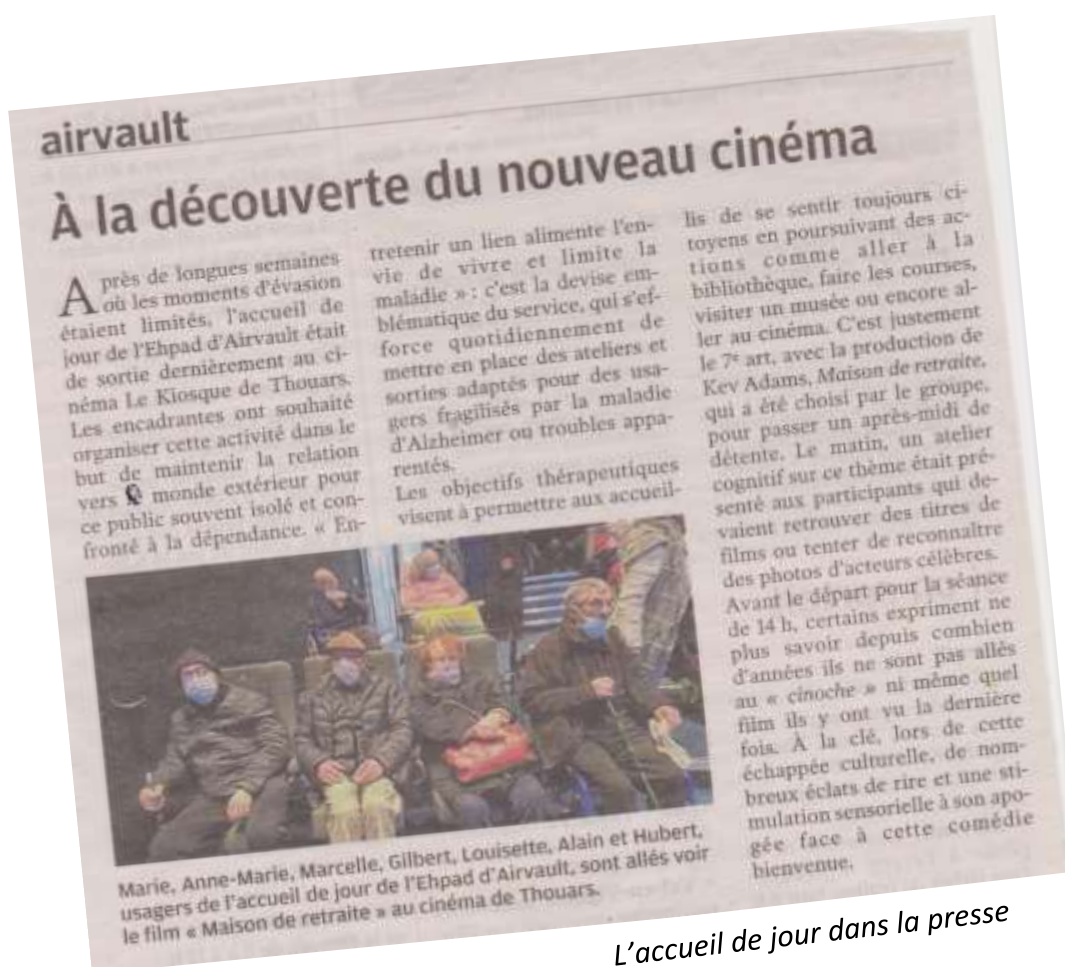 airvault
À la découverte du nouveau cinéma
Après de longues semaines
où les moments d'évasion
étaient limités, l'accueil de
jour de l'Ehpad d'Airvault était
de sortie dernièrement au ci-
néma Le Kiosque de Thouars.
Les encadrantes ont souhaité
organiser cette activité dans le
but de maintenir la relation
vers monde extérieur pour
ce public souvent isolé et con-
fronté à la dépendance. « En-
tretenir un lien alimente l'en-
vie de vivre et limite la
maladie » : c'est la devise em-
blématique du service, qui s'ef-
force quotidiennement de
mettre en place des ateliers et
sorties adaptés pour des usa-
gers fragilisés par la maladie
d'Alzheimer ou troubles appa-
rentés.
Les objectifs thérapeutiques
visent à permettre aux accueil-
lis de se sentir toujours ci-
toyens en poursuivant des ac-
tions comme aller à la
bibliothèque, faire les courses,
visiter un musée ou encore al-
ler au cinéma. C'est justement
le 7e art, avec la production de
Kev Adams, Maison de retraite,
qui a été choisi par le groupe,
pour passer un après-midi de
détente. Le matin, un atelier
cognitif sur ce thème était pré-
senté aux participants qui de-
vaient retrouver des titres de
films ou tenter de reconnaître
des photos d'acteurs célèbres.
Avant le départ pour la séance
de 14 h, certains expriment ne
plus savoir depuis combien
d'années ils ne sont pas allés
au « cinoche » ni même quel
film ils y ont vu la dernière
fois. À la clé, lors de cette
échappée culturelle, de nom-
breux éclats de rire et une sti-
mulation sensorielle à son apo-
gée face à cette comédie
bienvenue.
Marie, Anne-Marie, Marcelle, Gilbert, Louisette, Alain et Hubert,
usagers de l'accueil de jour de l'Ehpad d'Airvault, sont allés voir
le film « Maison de retraite » au cinéma de Thouars.
L'accueil de jour dans la presse